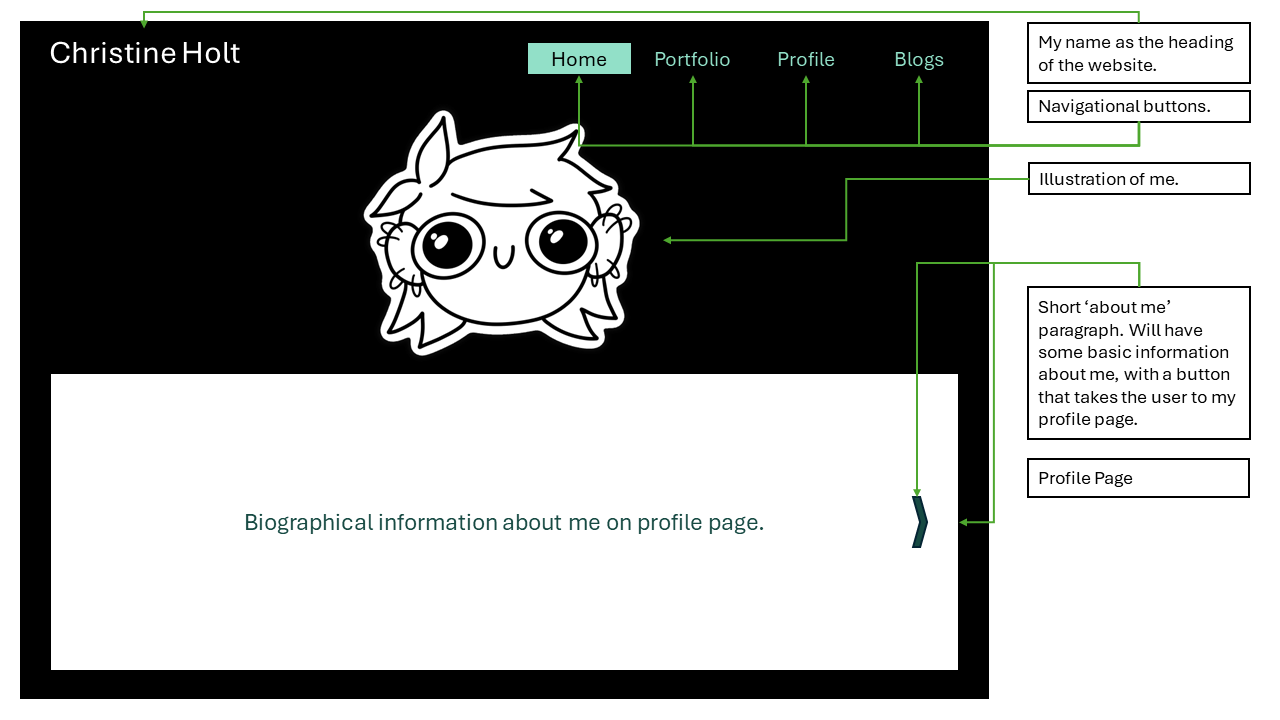 Christine Holt
Home Portfolio Profile Blogs
Biographical information about me on profile page.
My name as the heading
of the website.
Navigational buttons.
Illustration of me.
Short ‘about me’
paragraph. Will have
some basic information
about me, with a button
that takes the user to my
profile page.
Profile Page